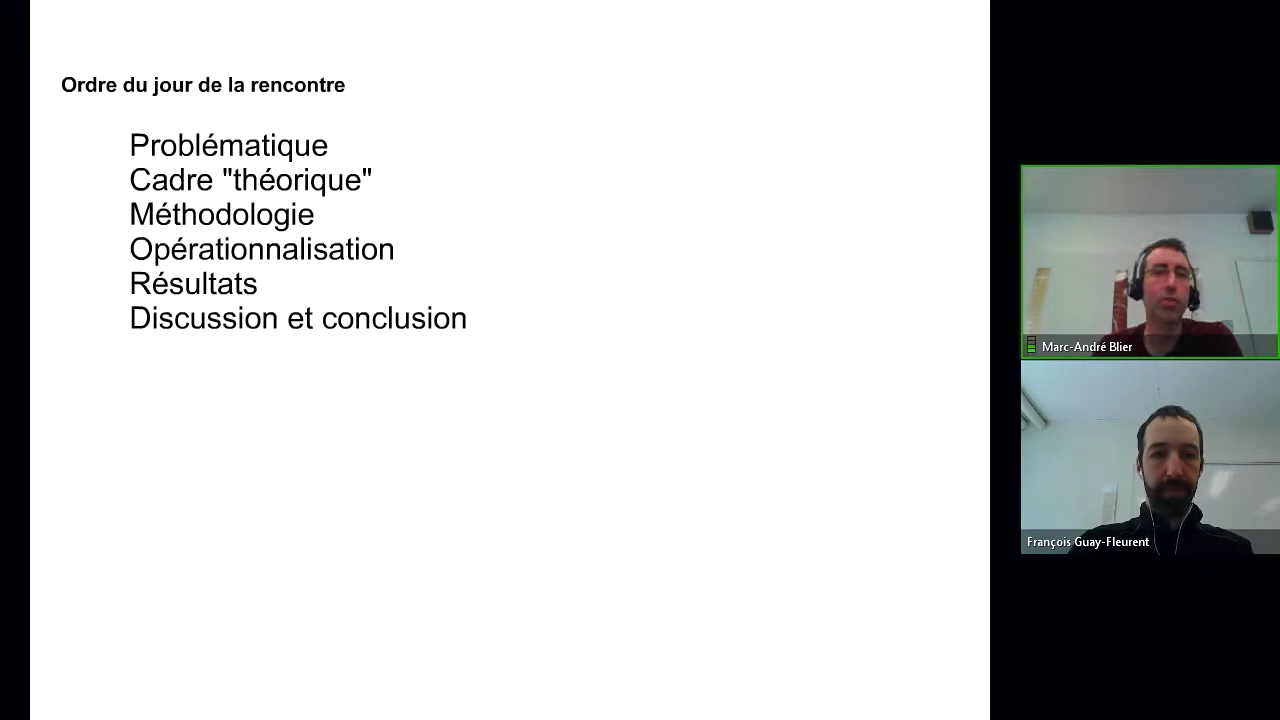 Ordre du jour de la rencontre
Problématique
Cadre "théorique"
Méthodologie
Opérationnalisation
Résultats
Discussion et conclusion
Marc-André Blier
François Guay-Fleurent